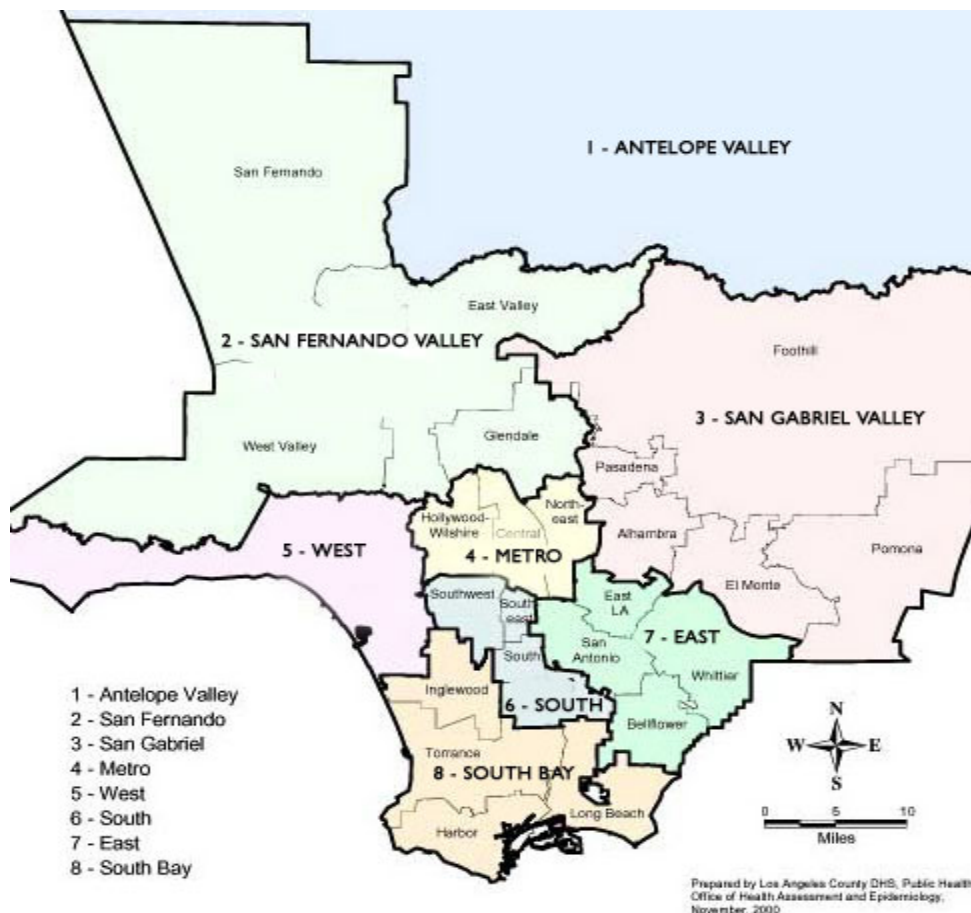 1 - ANTELOPE VALLEY
San Fernando
East Valley
2 - SAN FERNANDO VALLEY
Foothill
3 - SAN GABRIEL VALLEY
West Valley
Glendale
Pasadena
Hollywood-
Wilshire
Central
North-
east
4 - METRO
5 - WEST
Alhambra
Pomona
El Monte
Southwest
South-
east
South
6 - SOUTH
East
LA
7 - EAST
San
Antonio
Whittier
Bellflower
Inglewood
Torrance
8 - SOUTH BAY
Harbor
Long Beach
1 - Antelope Valley
2 - San Fernando
3 - San Gabriel
4 - Metro
5 - West
6 - South
7 - East
8 - South Bay
N
W E
S
0 5 10
Miles
Prepared by Los Angeles County DHS, Public Health
Office of Health Assessment and Epidemiology,
November, 2000